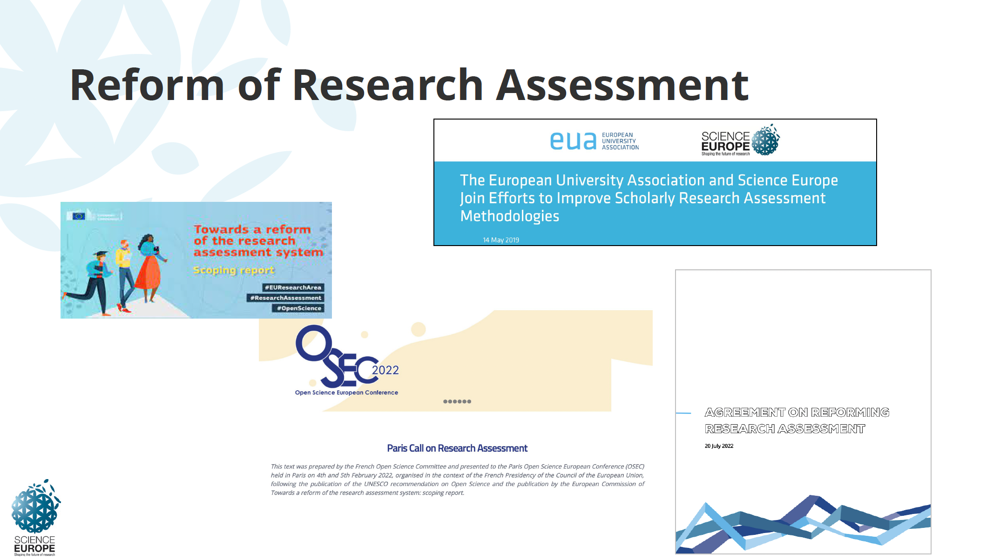 Reform of Research Assessment
eua
EUROPEAN
UNIVERSITY
ASSOCIATION
SCIENCE
EUROPE
Shaping the future of research
The European University Association and Science Europe
Join Efforts to Improve Scholarly Research Assessment
Methodologies
14 May 2019
European
Commission
Towards a reform
of the research
assessment system
Scoping report
#EUResearchArea
#ResearchAssessment
#OpenScience
OSEC 2022
Open Science European Conference
Paris Call on Research Assessment
This text was prepared by the French Open Science Committee and presented to the Paris Open Science European Conference (OSEC)
held in Paris on 4th and 5th February 2022, organised in the context of the French Presidency of the Council of the European Union,
following the publication of the UNESCO recommendation on Open Science and the publication by the European Commission of
Towards a reform of the research assessment system: scoping report.
AGREEMENT ON REFORMING
RESEARCH ASSESSMENT
20 July 2022
SCIENCE
EUROPE
Shaping the future of research